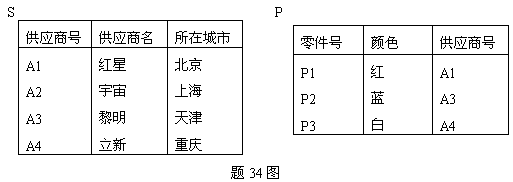 S
供应商号 供应商名 所在城市
A1 红星 北京
A2 宇宙 上海
A3 黎明 天津
A4 立新 重庆
P
零件号 颜色 供应商号
P1 红 A1
P2 蓝 A3
P3 白 A4
题 34 图